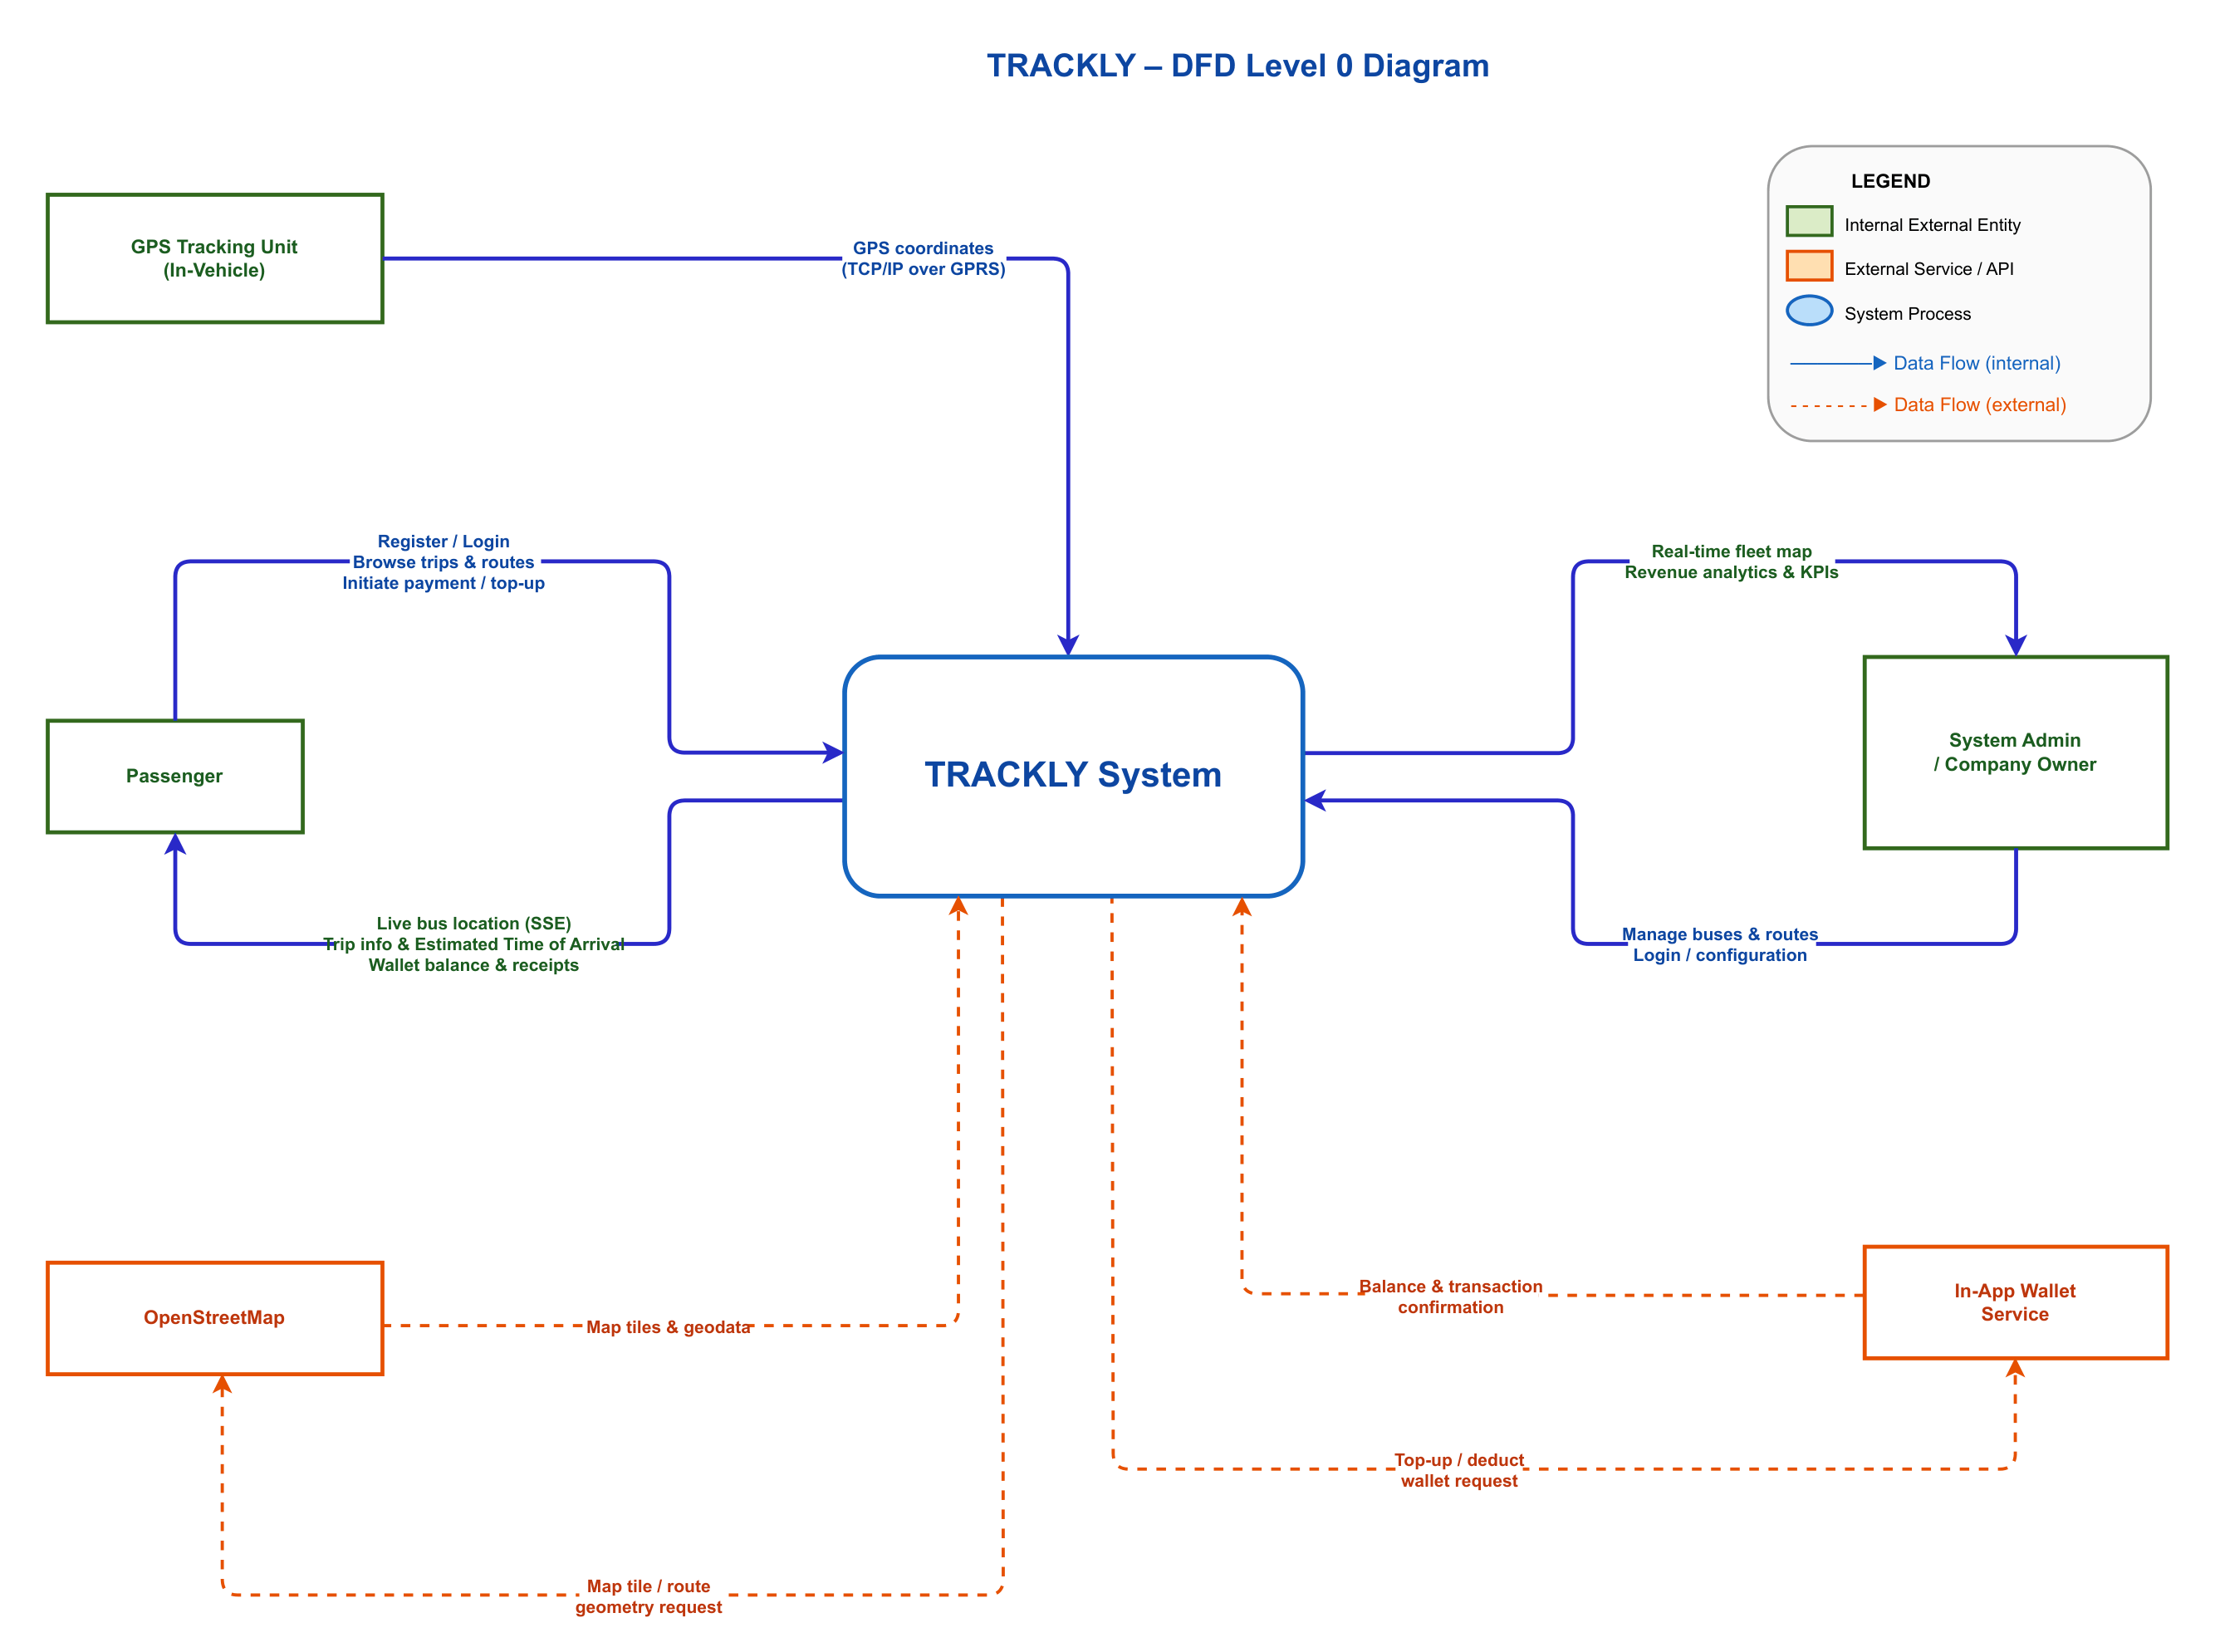 TRACKLY – DFD Level 0 Diagram
LEGEND
Internal External Entity
External Service / API
System Process
Data Flow (internal)
Data Flow (external)
GPS Tracking Unit
(In-Vehicle)
GPS coordinates
(TCP/IP over GPRS)
Register / Login
Browse trips & routes
Initiate payment / top-up
Real-time fleet map
Revenue analytics & KPIs
Passenger
TRACKLY System
System Admin
/ Company Owner
Live bus location (SSE)
Trip info & Estimated Time of Arrival
Wallet balance & receipts
Manage buses & routes
Login / configuration
OpenStreetMap
Map tiles & geodata
Balance & transaction
confirmation
In-App Wallet
Service
Top-up / deduct
wallet request
Map tile / route
geometry request